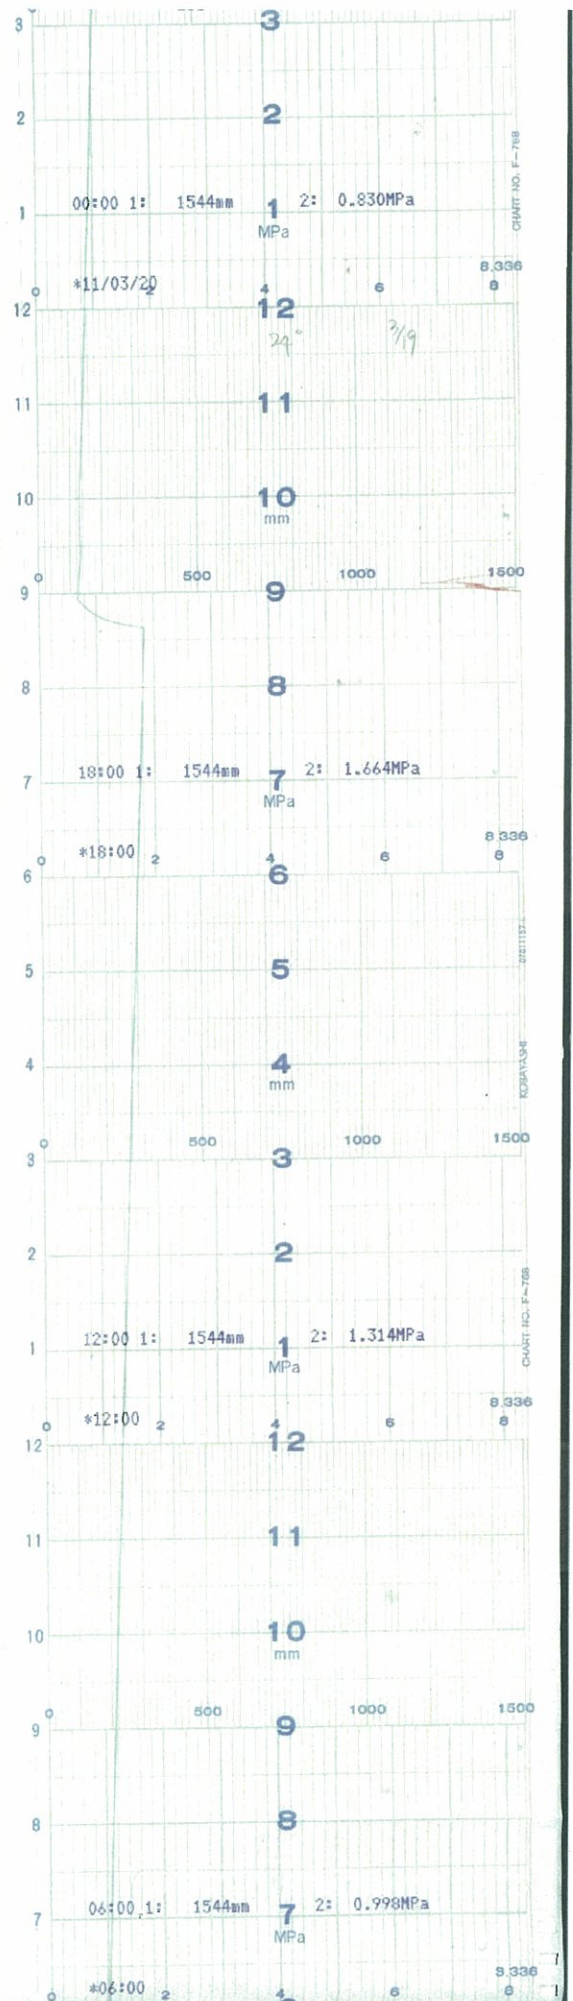 3 3
2 2
00:00 1: 1544mm 1 2: 0.830MPa
1
MPa
CHART NO. F-768
8.336
*11/03/20
0 2 4 6 8
12 12
24° 3/19
11 11
10 10
mm
0 500 1000 1500
9 9
8 8
18:00 1: 1544mm 7 2: 1.664MPa
7
MPa
8.336
*18:00
0 2 4 6 8
6 6
5 5
4 4
mm
KOBAYASHI
0 500 1000 1500
3 3
2 2
12:00 1: 1544mm 1 2: 1.314MPa
1
MPa
CHART NO. F-768
8.336
*12:00
0 2 4 6 8
12 12
11 11
10 10
mm
0 500 1000 1500
9 9
8 8
06:00 1: 1544mm 7 2: 0.998MPa
7
MPa
8.336
*06:00
0 2 4 6 8